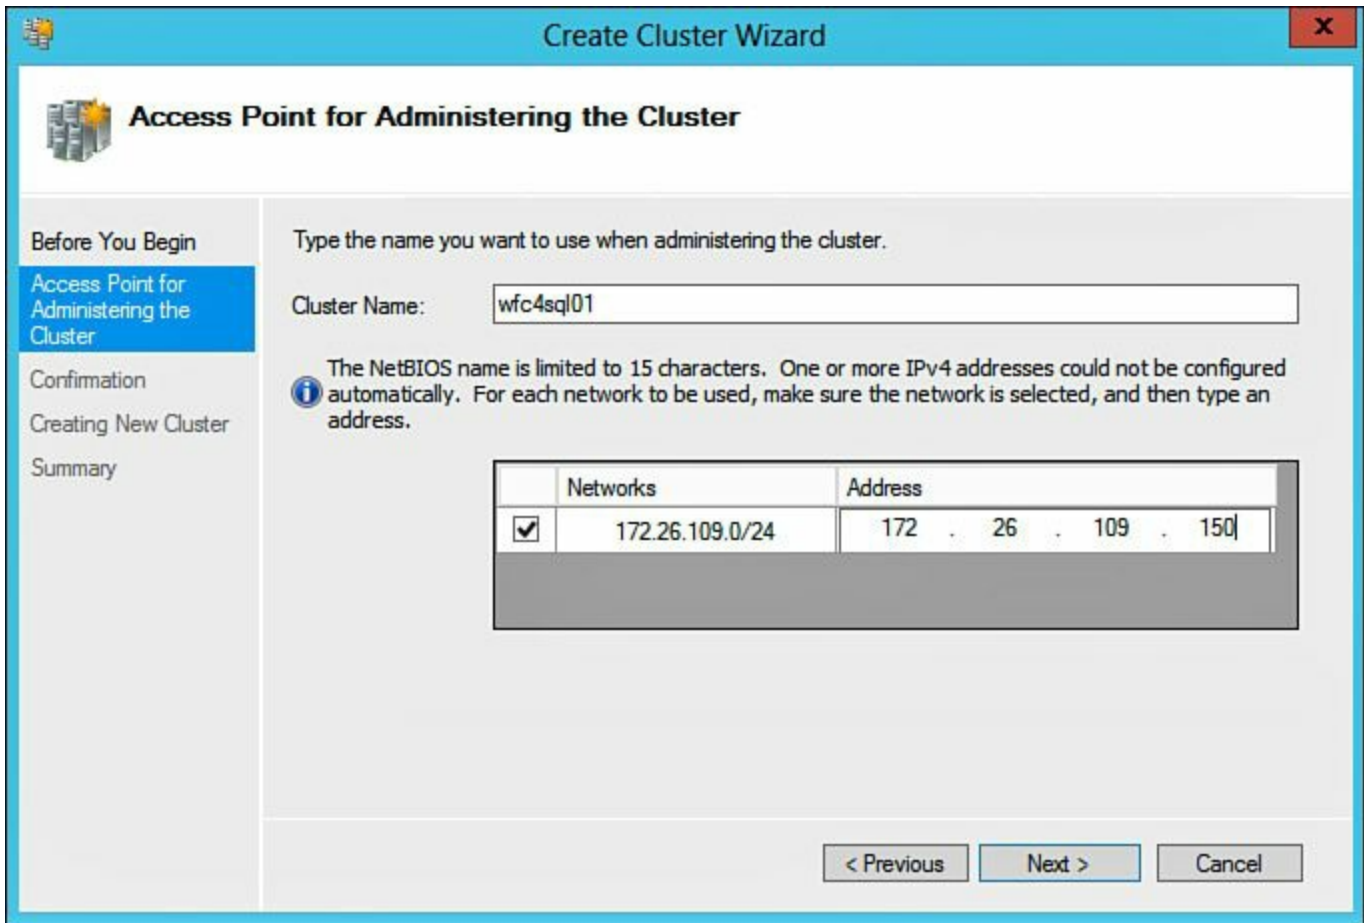 Create Cluster Wizard
x
Access Point for Administering the Cluster
Before You Begin
Access Point for
Administering the
Cluster
Confirmation
Creating New Cluster
Summary
Type the name you want to use when administering the cluster.
Cluster Name: wfc4sql01
The NetBIOS name is limited to 15 characters. One or more IPv4 addresses could not be configured
automatically. For each network to be used, make sure the network is selected, and then type an
address.
Networks Address
172.26.109.0/24 172 . 26 . 109 . 150
< Previous Next > Cancel